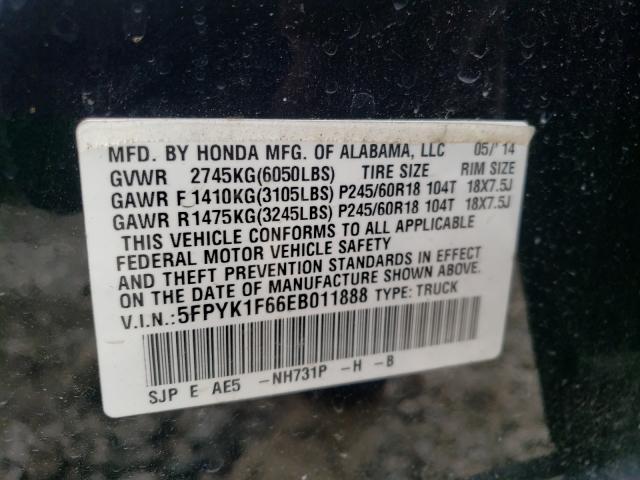 MFD. BY HONDA MFG. OF ALABAMA, LLC 05/'14
GVWR 2745KG(6050LBS) TIRE SIZE RIM SIZE
GAWR F 1410KG(3105LBS) P245/60R18 104T 18X7.5J
GAWR R1475KG(3245LBS) P245/60R18 104T 18X7.5J
THIS VEHICLE CONFORMS TO ALL APPLICABLE
FEDERAL MOTOR VEHICLE SAFETY
AND THEFT PREVENTION STANDARDS IN EFFECT
ON THE DATE OF MANUFACTURE SHOWN ABOVE.
V.I.N.:5FPYK1F66EB011888 TYPE: TRUCK
SJP E AE5 -NH731P -H -B